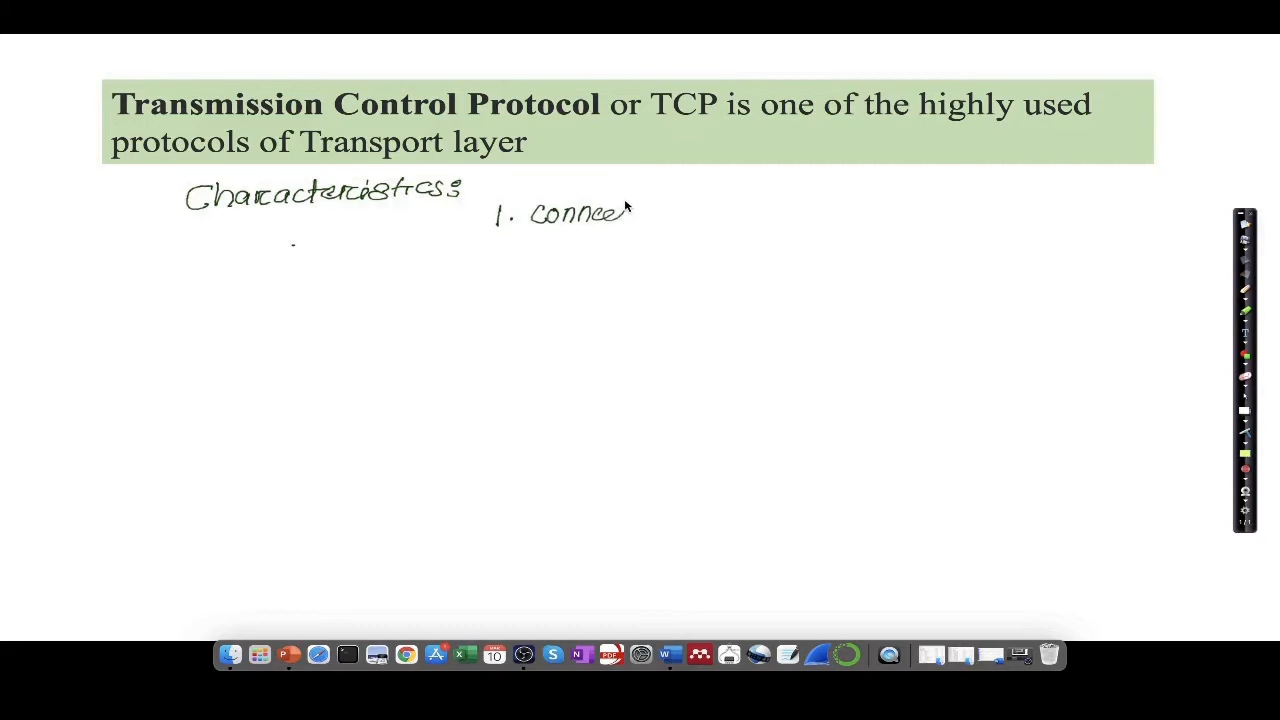 Transmission Control Protocol or TCP is one of the highly used
protocols of Transport layer
Characteristics:
1. connec